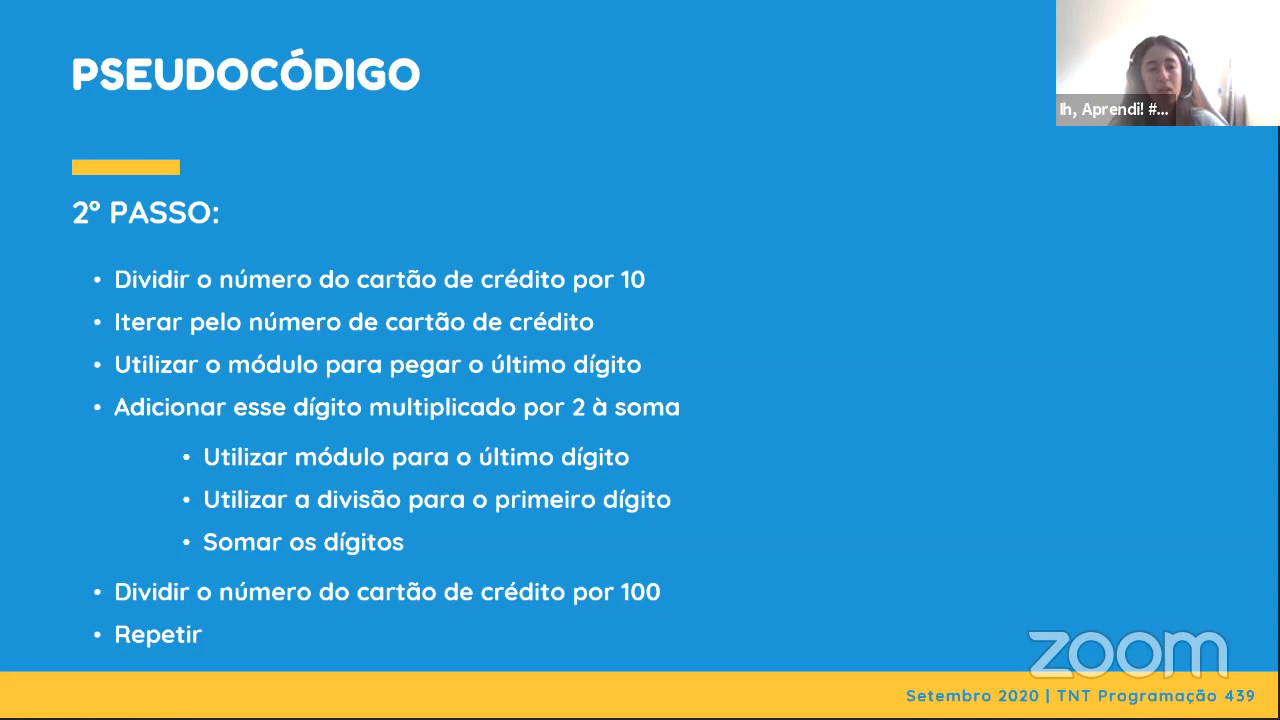 PSEUDOCÓDIGO
Ih, Aprendi! #...
2º PASSO:
• Dividir o número do cartão de crédito por 10
• Iterar pelo número de cartão de crédito
• Utilizar o módulo para pegar o último dígito
• Adicionar esse dígito multiplicado por 2 à soma
• Utilizar módulo para o último dígito
• Utilizar a divisão para o primeiro dígito
• Somar os dígitos
• Dividir o número do cartão de crédito por 100
• Repetir
zoom
Setembro 2020 | TNT Programação 439